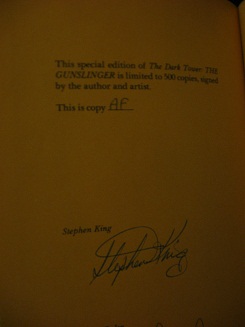 This special edition of The Dark Tower: THE
GUNSLINGER is limited to 500 copies, signed
by the author and artist.
This is copy AF
Stephen King
Stephen King